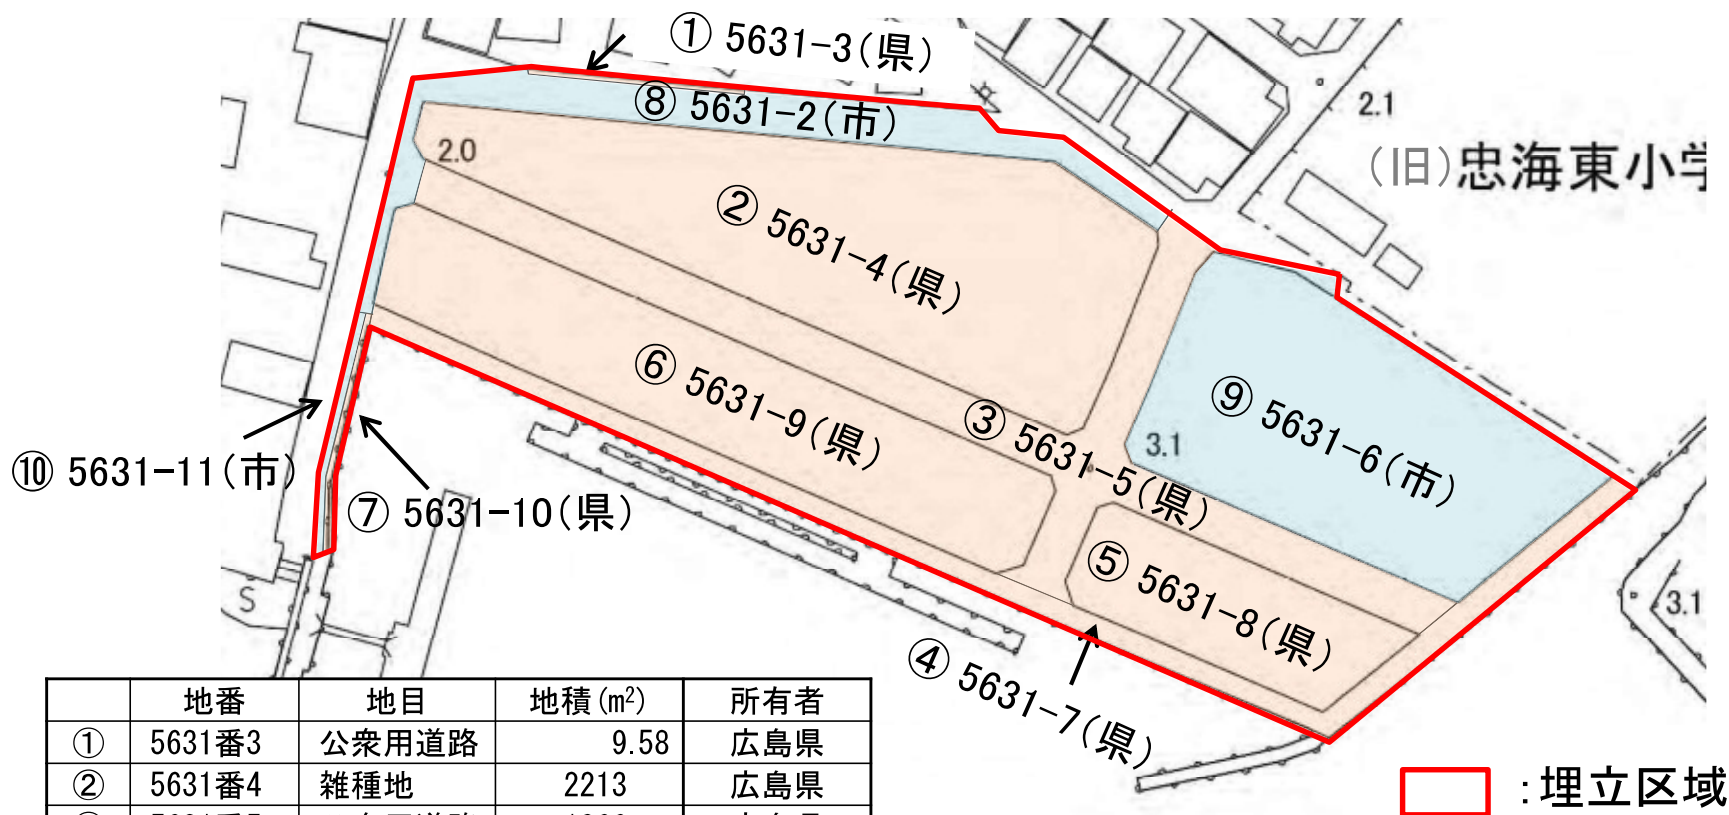 ① 5631-3(県)
⑧ 5631-2(市)
2.1
(旧)忠海東小
2.0
② 5631-4(県)
⑥ 5631-9(県)
③ 5631-5(県)
3.1
⑨ 5631-6(市)
⑩ 5631-11(市)
⑦ 5631-10(県)
⑤ 5631-8(県)
S
3.1
④ 5631-7(県)
地番 地目 地積(m²) 所有者
① 5631番3 公衆用道路 9.58 広島県
② 5631番4 雑種地 2213 広島県
:埋立区域